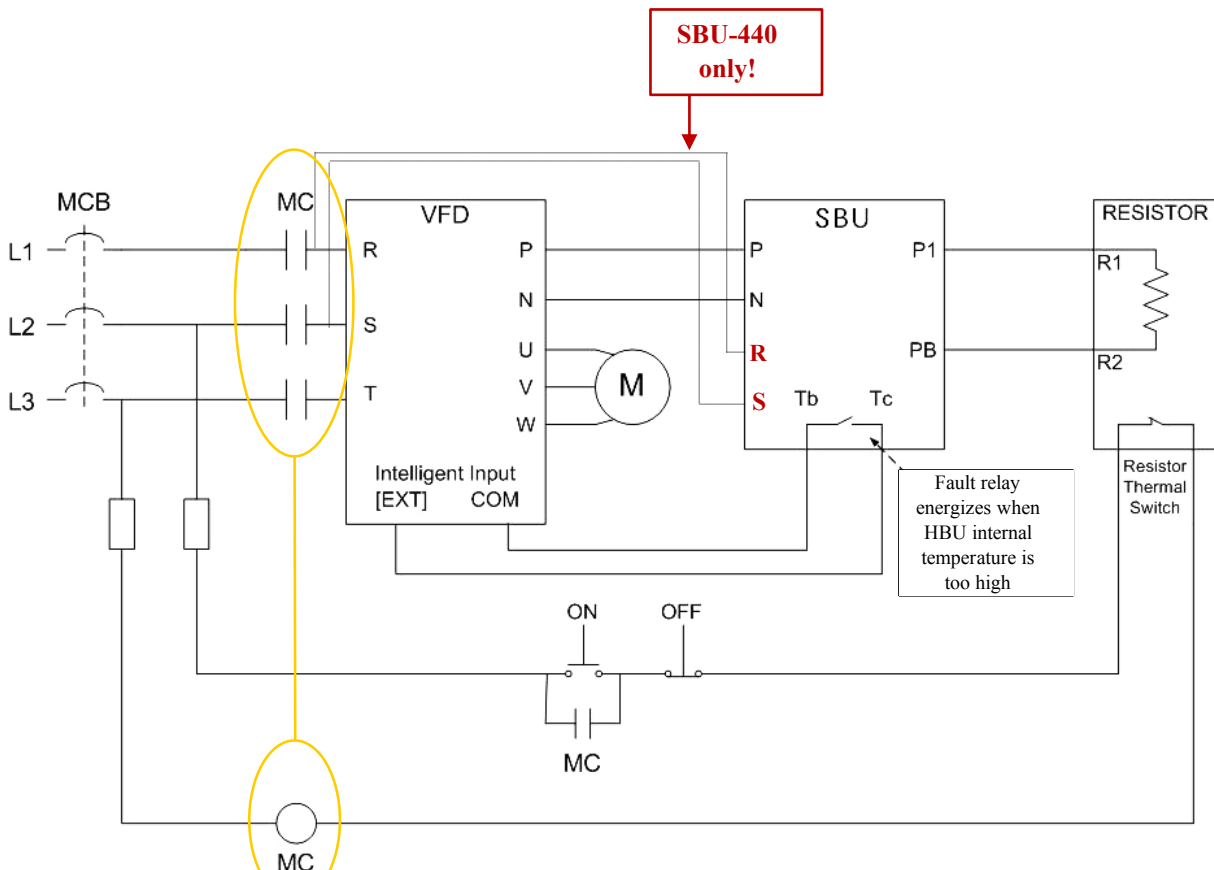 SBU-440
only!
MCB
MC
VFD
SBU
RESISTOR
L1
R
P
P
P1
R1
L2
S
N
N
U
R
PB
R2
L3
T
V
M
W
S
Tb
Tc
Intelligent Input
[EXT]
COM
Fault relay
energizes when
HBU internal
temperature is
too high
Resistor
Thermal
Switch
ON
OFF
MC
MC